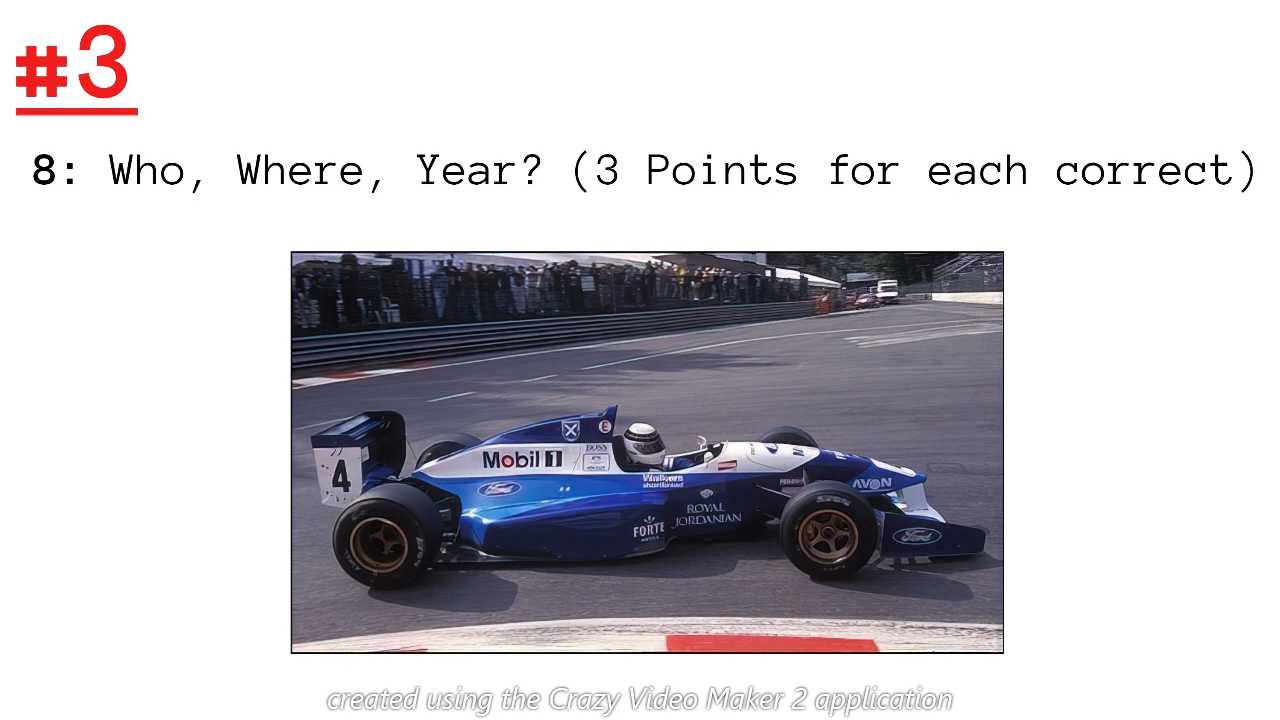 #3
8: Who, Where, Year? (3 Points for each correct)
4
Mobil 1
Ford
FORTE
ROYAL
JORDANIAN
AVON
Ford
created using the Crazy Video Maker 2 application